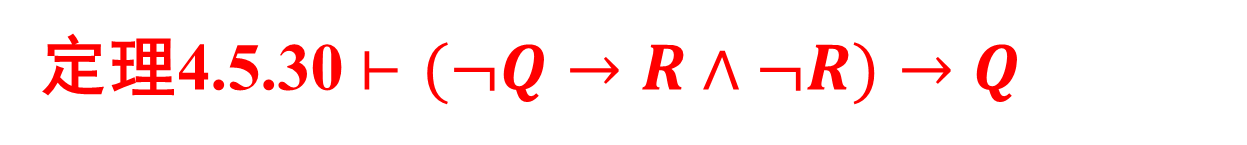 定理4.5.30 ⊢ (¬Q → R ∧ ¬R) → Q